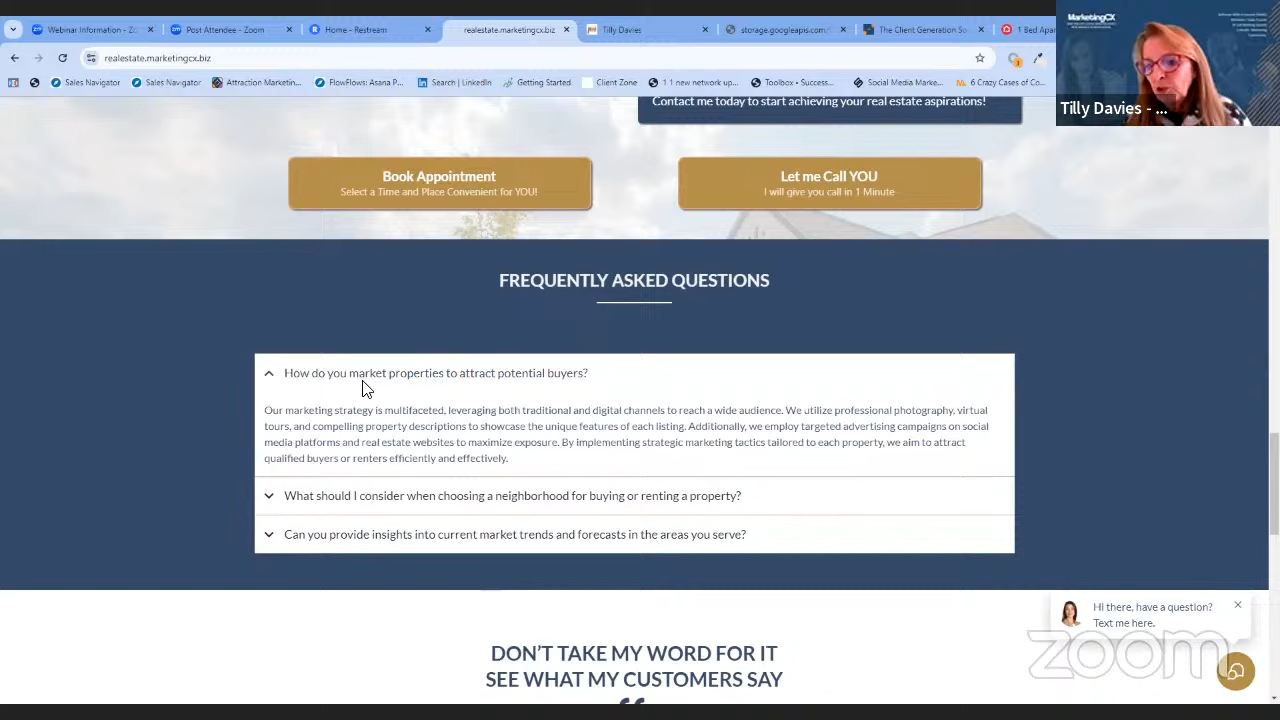 Webinar Information - Zo
Post Attendee - Zoom
Home - Restream
realestate.marketingcx.biz
Tilly Davies
storage.googleapis.com/
The Client Generation So
1 Bed Apar
realestate.marketingcx.biz
Sales Navigator
Sales Navigator
Attraction Marketin...
FlowFlows: Asana P...
Search | LinkedIn
Getting Started
Client Zone
1 1 new network up...
Toolbox • Success...
Social Media Marke...
6 Crazy Cases of Co...
MarketingCX
Tilly Davies - ...
Contact me today to start achieving your real estate aspirations!
Book Appointment
Select a Time and Place Convenient for YOU!
Let me Call YOU
I will give you call in 1 Minute
FREQUENTLY ASKED QUESTIONS
How do you market properties to attract potential buyers?
Our marketing strategy is multifaceted, leveraging both traditional and digital channels to reach a wide audience. We utilize professional photography, virtual
tours, and compelling property descriptions to showcase the unique features of each listing. Additionally, we employ targeted advertising campaigns on social
media platforms and real estate websites to maximize exposure. By implementing strategic marketing tactics tailored to each property, we aim to attract
qualified buyers or renters efficiently and effectively.
What should I consider when choosing a neighborhood for buying or renting a property?
Can you provide insights into current market trends and forecasts in the areas you serve?
Hi there, have a question?
Text me here.
zoom
DON'T TAKE MY WORD FOR IT
SEE WHAT MY CUSTOMERS SAY